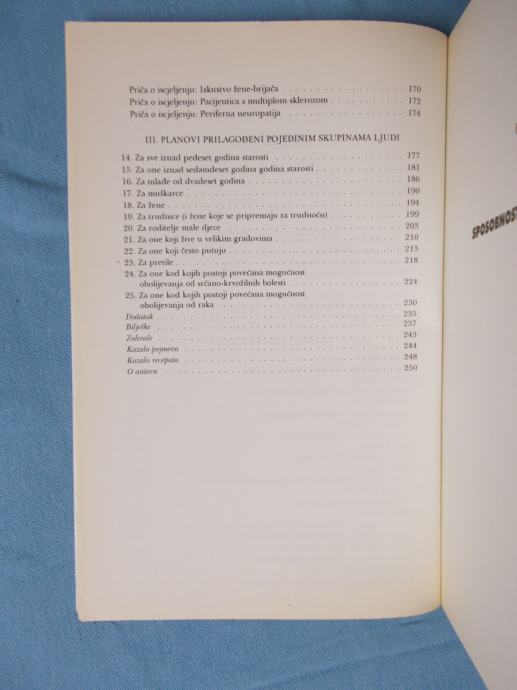 Priča o iscjeljenju: Iskustvo žene-brijača . . . . . . . . . . . . . . . . . . 170
Priča o iscjeljenju: Pacijentica s multiplom sklerozom . . . . . . . . . . . . 172
Priča o iscjeljenju: Periferna neuropatija . . . . . . . . . . . . . . . . . . 174
III. PLANOVI PRILAGOĐENI POJEDINIM SKUPINAMA LJUDI
14. Za sve iznad pedeset godina starosti . . . . . . . . . . . . . . . . . . 177
15. Za one iznad sedamdeset godina godina starosti . . . . . . . . . . . . . 181
16. Za mlađe od dvadeset godina . . . . . . . . . . . . . . . . . . . . . 186
17. Za muškarce . . . . . . . . . . . . . . . . . . . . . . . . . . . . 190
18. Za žene . . . . . . . . . . . . . . . . . . . . . . . . . . . . . . 194
19. Za trudnice (i žene koje se pripremaju za trudnoću) . . . . . . . . . . . 199
20. Za roditelje male djece . . . . . . . . . . . . . . . . . . . . . . . . 203
21. Za one koji žive u velikim gradovima . . . . . . . . . . . . . . . . . . 210
22. Za one koji često putuju . . . . . . . . . . . . . . . . . . . . . . . 213
23. Za pretile . . . . . . . . . . . . . . . . . . . . . . . . . . . . . 218
24. Za one kod kojih postoji povećana mogućnost
obolijevanja od srčano-krvožilnih bolesti . . . . . . . . . . . . . . . . 224
25. Za one kod kojih postoji povećana mogućnost
obolijevanja od raka . . . . . . . . . . . . . . . . . . . . . . . . . 230
Dodatak . . . . . . . . . . . . . . . . . . . . . . . . . . . . . . . . 235
Bilješke . . . . . . . . . . . . . . . . . . . . . . . . . . . . . . . . 237
Zahvale . . . . . . . . . . . . . . . . . . . . . . . . . . . . . . . . 243
Kazalo pojmova . . . . . . . . . . . . . . . . . . . . . . . . . . . . 244
Kazalo recepata . . . . . . . . . . . . . . . . . . . . . . . . . . . . 248
O autoru . . . . . . . . . . . . . . . . . . . . . . . . . . . . . . . 250
SPOSOBNOST